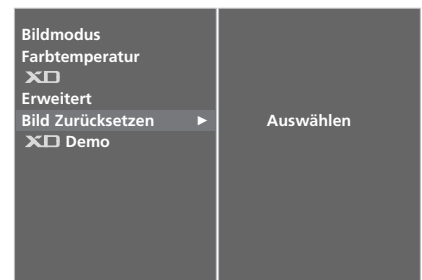 Bildmodus
Farbtemperatur
XD
Erweitert
Bild Zurücksetzen ► Auswählen
XD Demo